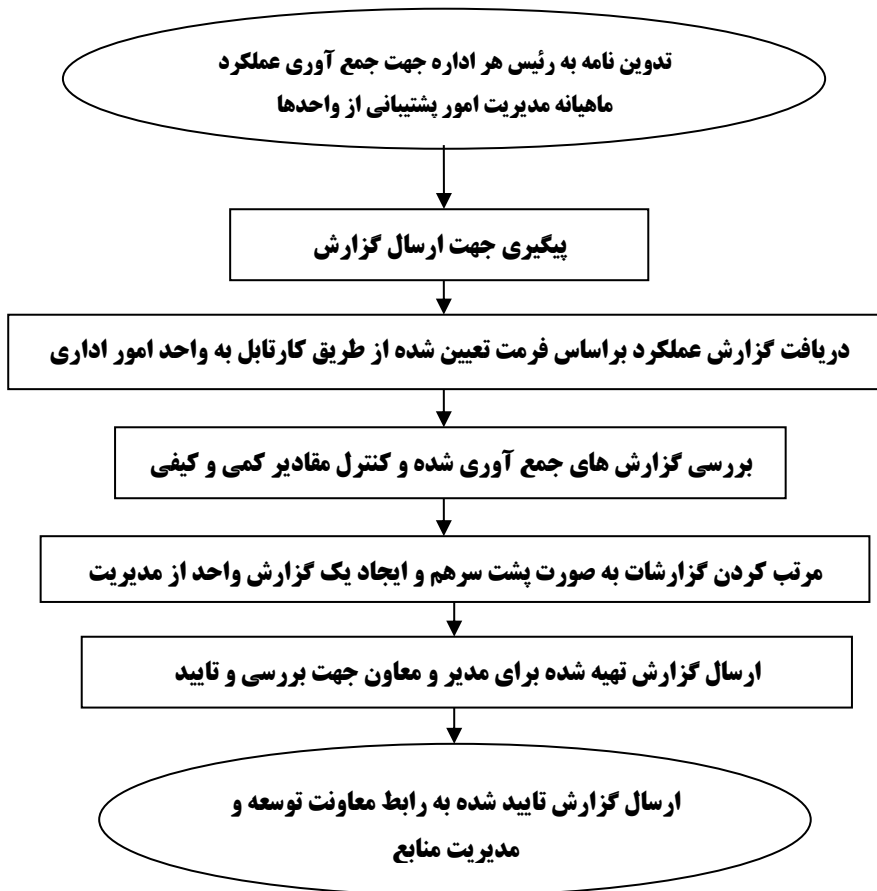 تدوین نامه به رئیس هر اداره جهت جمع آوری عملکرد
ماهیانه مدیریت امور پشتیبانی از واحدها
پیگیری جهت ارسال گزارش
دریافت گزارش عملکرد براساس فرمت تعیین شده از طریق کارتابل به واحد امور اداری
بررسی گزارش های جمع آوری شده و کنترل مقادیر کمی و کیفی
مرتب کردن گزارشات به صورت پشت سرهم و ایجاد یک گزارش واحد از مدیریت
ارسال گزارش تهیه شده برای مدیر و معاون جهت بررسی و تایید
ارسال گزارش تایید شده به رابط معاونت توسعه و
مدیریت منابع